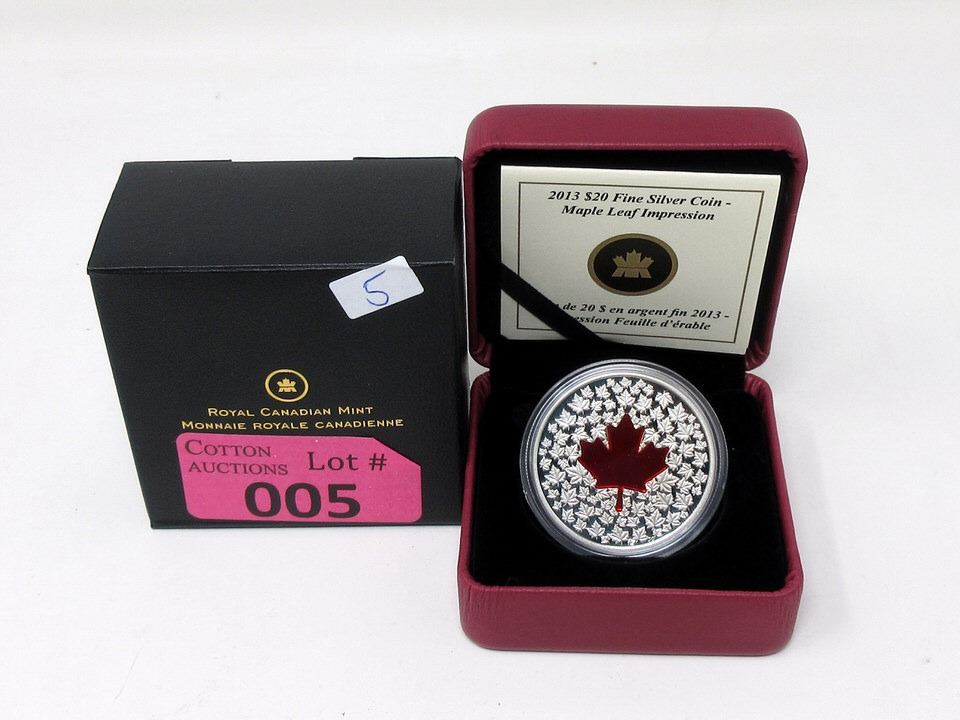 5
ROYAL CANADIAN MINT
MONNAIE ROYALE CANADIENNE
COTTON AUCTIONS Lot #
005
2013 $20 Fine Silver Coin -
Maple Leaf Impression
de 20 $ en argent fin 2013 -
Feuille d'érable